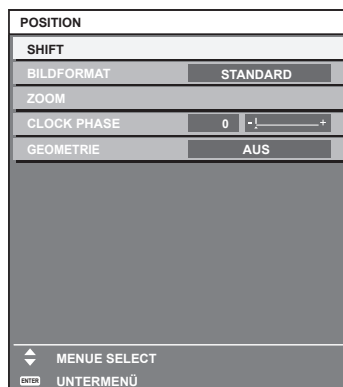 POSITION
SHIFT
BILDFORMAT STANDARD
ZOOM
CLOCK PHASE 0 - +
GEOMETRIE AUS
MENUE SELECT
ENTER UNTERMENÜ